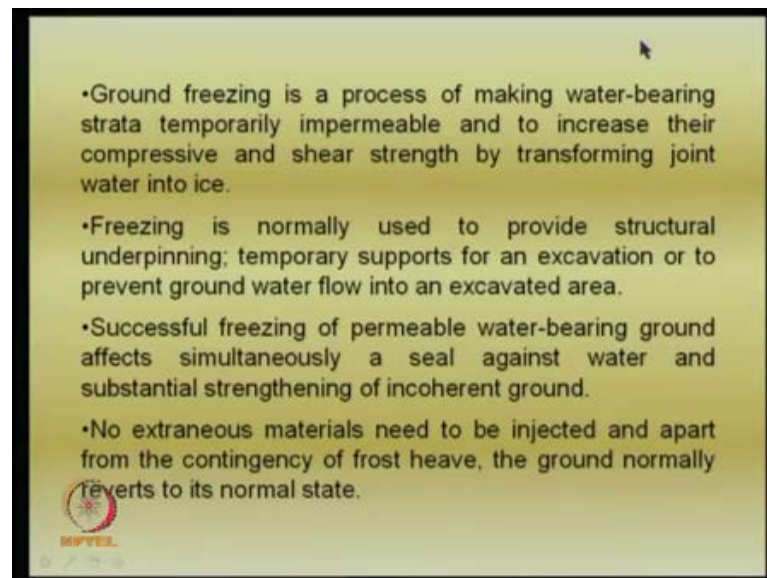 •Ground freezing is a process of making water-bearing
strata temporarily impermeable and to increase their
compressive and shear strength by transforming joint
water into ice.
•Freezing is normally used to provide structural
underpinning; temporary supports for an excavation or to
prevent ground water flow into an excavated area.
•Successful freezing of permeable water-bearing ground
affects simultaneously a seal against water and
substantial strengthening of incoherent ground.
•No extraneous materials need to be injected and apart
from the contingency of frost heave, the ground normally
reverts to its normal state.
NPTEL